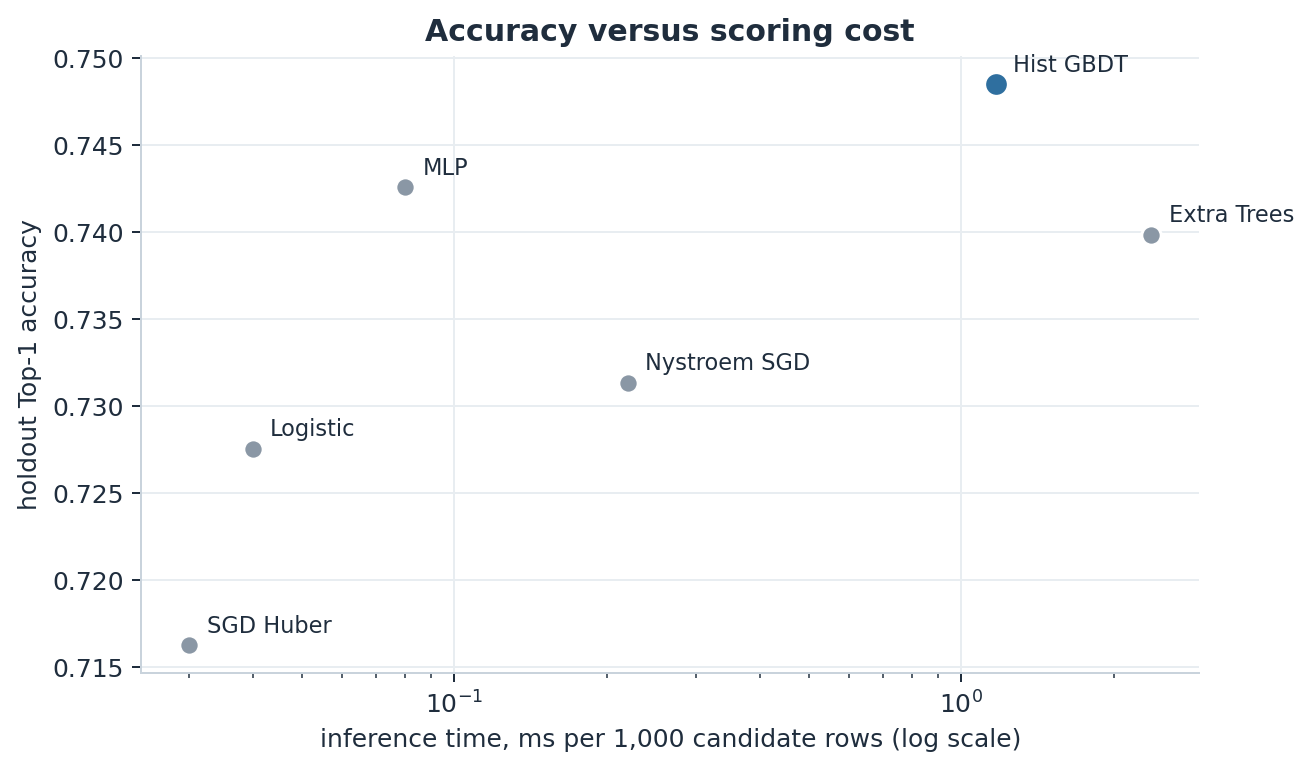 Accuracy versus scoring cost
holdout Top-1 accuracy
0.750
0.745
0.740
0.735
0.730
0.725
0.720
0.715
Hist GBDT
MLP
Extra Trees
Nystroem SGD
Logistic
SGD Huber
10⁻¹
10⁰
inference time, ms per 1,000 candidate rows (log scale)